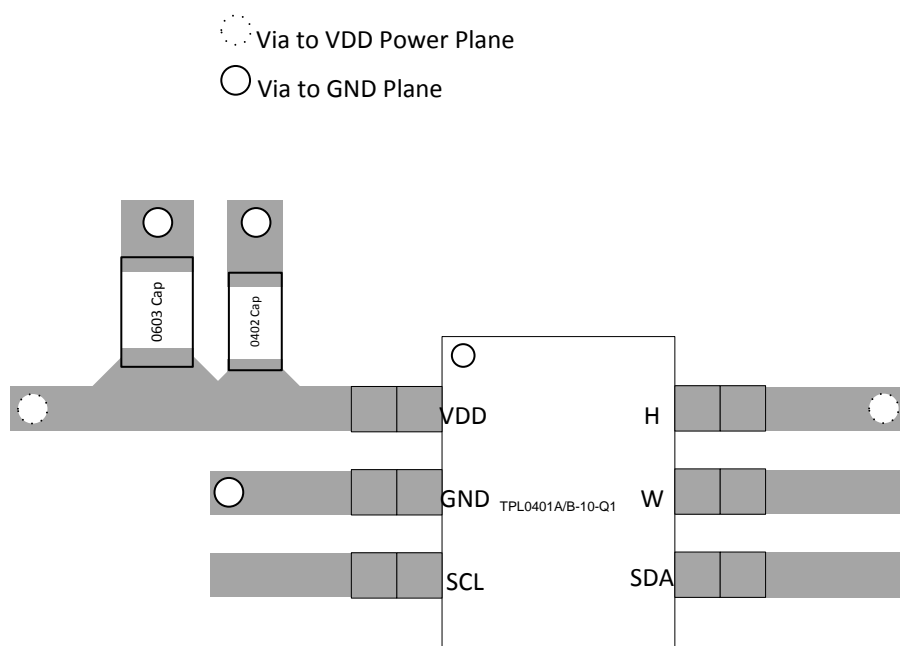 Via to VDD Power Plane
Via to GND Plane
0603 Cap
0402 Cap
VDD
H
GND
TPL0401A/B-10-Q1
W
SCL
SDA